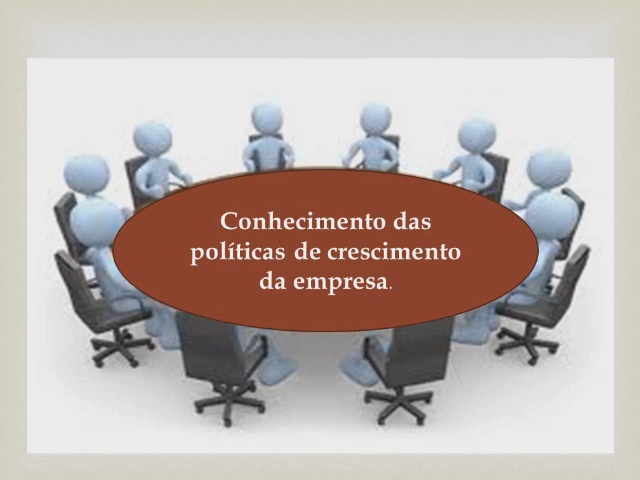 Conhecimento das
políticas de crescimento
da empresa.